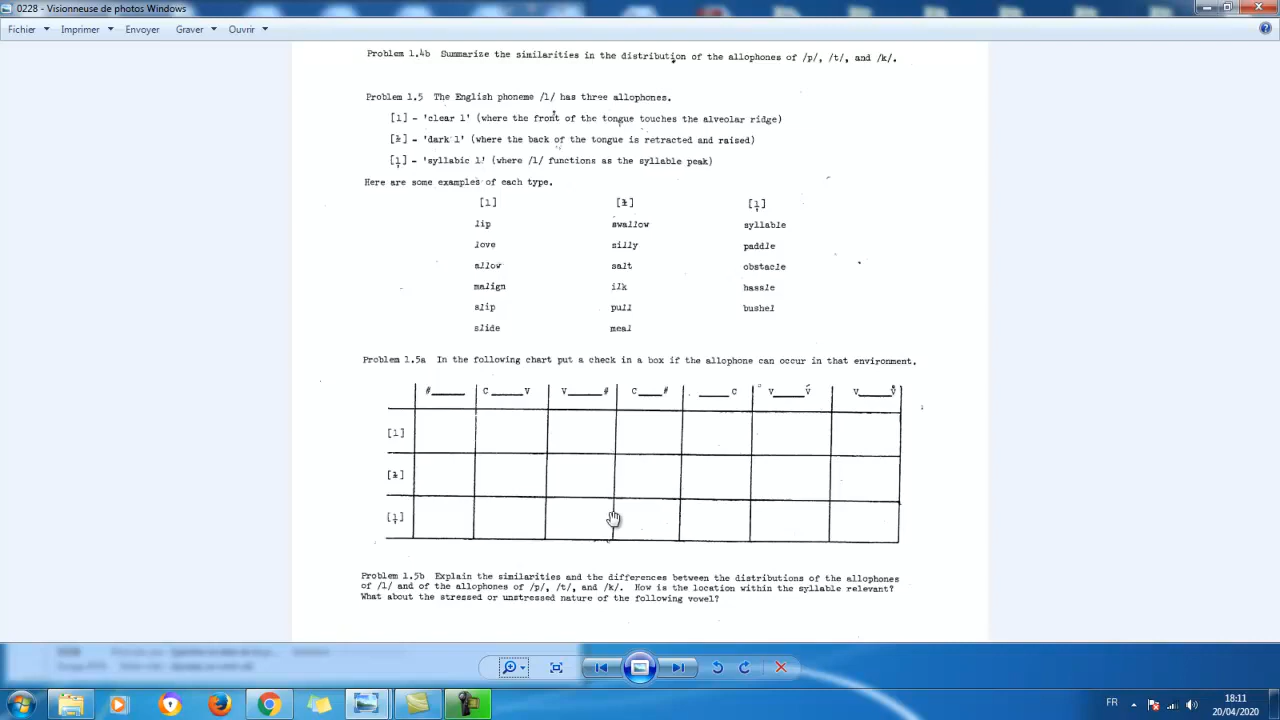 0228 - Visionneuse de photos Windows
Fichier Imprimer Envoyer Graver Ouvrir
Problem 1.4b Summarize the similarities in the distribution of the allophones of /p/, /t/, and /k/.
Problem 1.5 The English phoneme /l/ has three allophones.
[l] - 'clear l' (where the front of the tongue touches the alveolar ridge)
[ɫ] - 'dark l' (where the back of the tongue is retracted and raised)
[l̩] - 'syllabic l' (where /l/ functions as the syllable peak)
Here are some examples of each type.
[l] [ɫ] [l̩]
lip swallow syllable
love silly paddle
allow salt obstacle
malign ilk hassle
slip pull bushel
slide meal
Problem 1.5a In the following chart put a check in a box if the allophone can occur in that environment.
#____ C____V V____# C____# ____C V____V́ V____V̊
[l]
[ɫ]
[l̩]
Problem 1.5b Explain the similarities and the differences between the distributions of the allophones
of /l/ and of the allophones of /p/, /t/, and /k/. How is the location within the syllable relevant?
What about the stressed or unstressed nature of the following vowel?
FR 18:11
20/04/2020